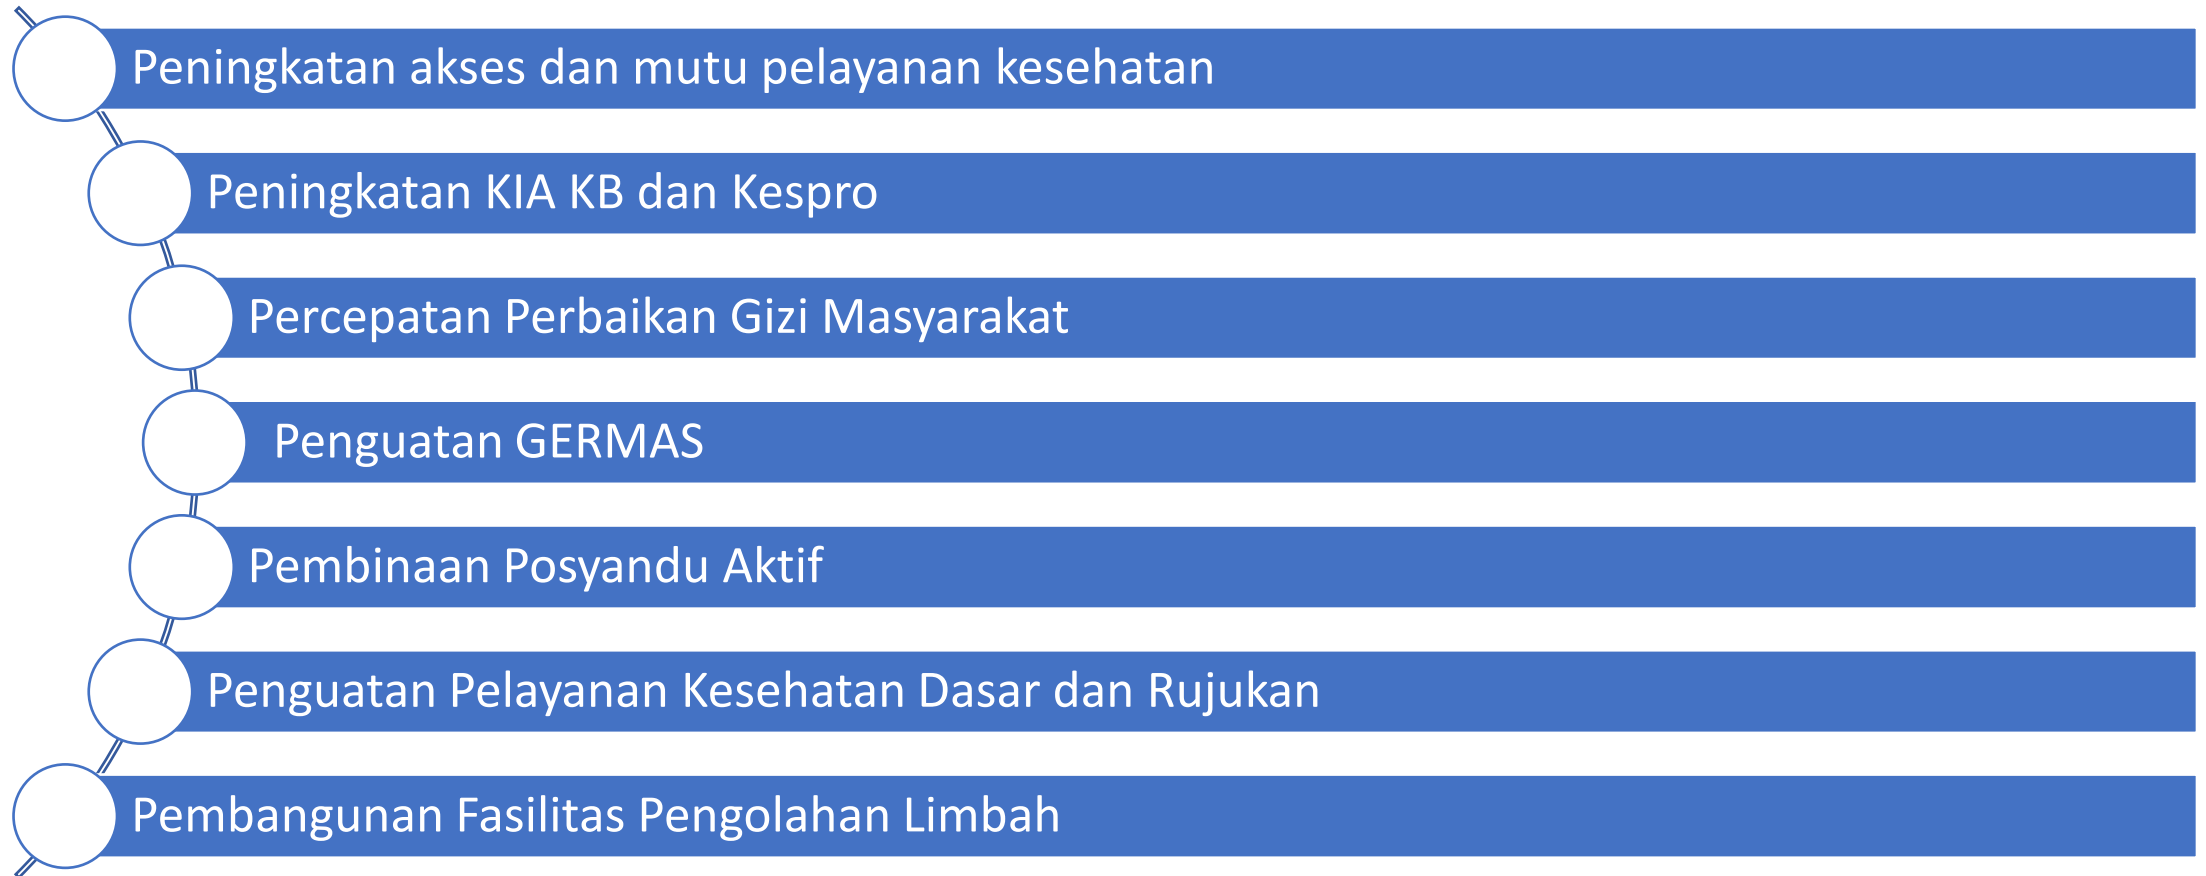 Peningkatan akses dan mutu pelayanan kesehatan
Peningkatan KIA KB dan Kespro
Percepatan Perbaikan Gizi Masyarakat
Penguatan GERMAS
Pembinaan Posyandu Aktif
Penguatan Pelayanan Kesehatan Dasar dan Rujukan
Pembangunan Fasilitas Pengolahan Limbah